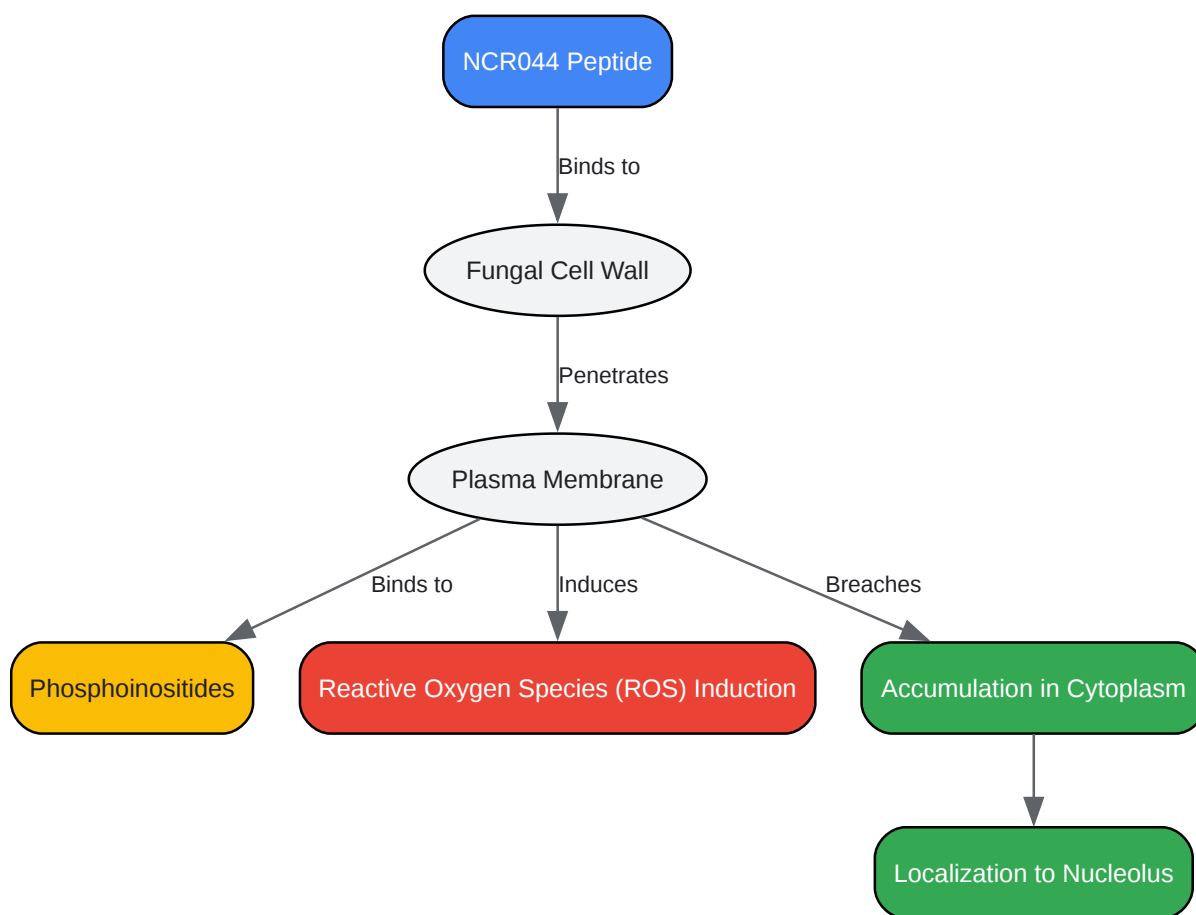 NCR044 Peptide
Binds to
Fungal Cell Wall
Penetrates
Plasma Membrane
Binds to
Induces
Breaches
Phosphoinositides
Reactive Oxygen Species (ROS) Induction
Accumulation in Cytoplasm
Localization to Nucleolus